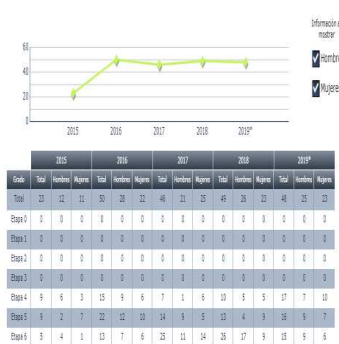 Información a
mostrar
Hombre
Mujere
60
40
20
0
2015 2016 2017 2018 2019*
2015 2016 2017 2018 2019*
Grado Total Hombres Mujeres Total Hombres Mujeres Total Hombres Mujeres Total Hombres Mujeres Total Hombres Mujeres
Total 23 12 11 50 28 22 46 21 25 49 26 23 48 25 23
Etapa 0 0 0 0 0 0 0 0 0 0 0 0 0 0 0 0
Etapa 1 0 0 0 0 0 0 0 0 0 0 0 0 0 0 0
Etapa 2 0 0 0 0 0 0 0 0 0 0 0 0 0 0 0
Etapa 3 0 0 0 0 0 0 0 0 0 0 0 0 0 0 0
Etapa 4 9 6 3 15 9 6 7 1 6 10 5 5 17 7 10
Etapa 5 9 2 7 22 12 10 14 9 5 13 4 9 16 9 7
Etapa 6 5 4 1 13 7 6 25 11 14 26 17 9 15 9 6